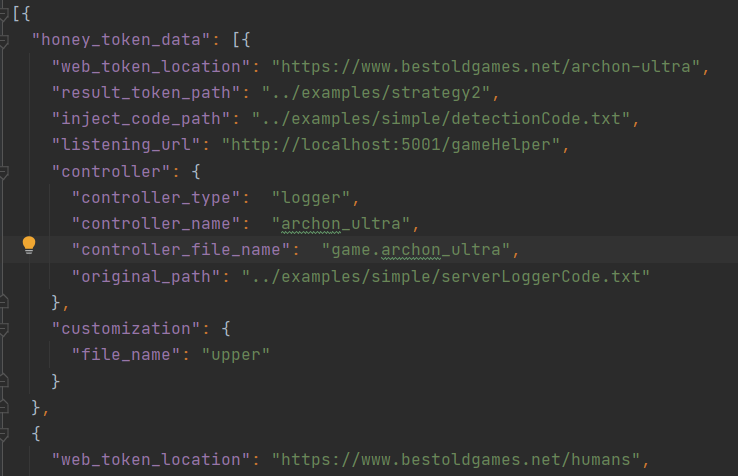 [{
"honey_token_data": [{
"web_token_location": "https://www.bestoldgames.net/archon-ultra",
"result_token_path": "../examples/strategy2",
"inject_code_path": "../examples/simple/detectionCode.txt",
"listening_url": "http://localhost:5001/gameHelper",
"controller": {
"controller_type":  "logger",
"controller_name":  "archon_ultra",
"controller_file_name":  "game.archon_ultra",
"original_path": "../examples/simple/serverLoggerCode.txt"
},
"customization": {
"file_name": "upper"
}
},
{
"web_token_location": "https://www.bestoldgames.net/humans",